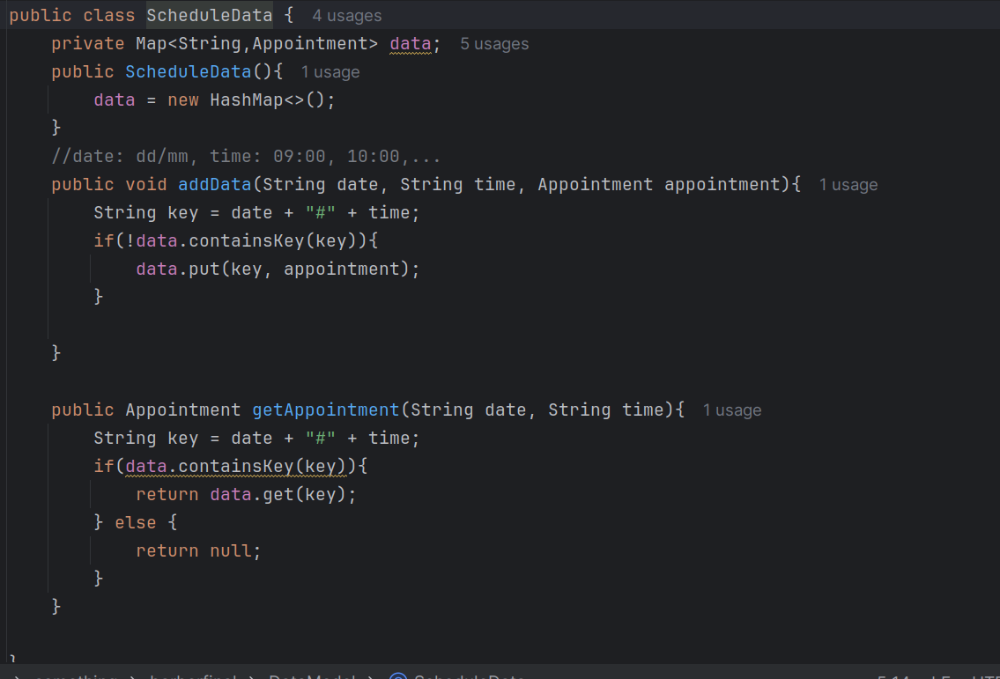 public class ScheduleData {  4 usages
    private Map<String,Appointment> data;  5 usages
    public ScheduleData(){  1 usage
        data = new HashMap<>();
    }
    //date: dd/mm, time: 09:00, 10:00,...
    public void addData(String date, String time, Appointment appointment){  1 usage
        String key = date + "#" + time;
        if(!data.containsKey(key)){
            data.put(key, appointment);
        }
    }
    public Appointment getAppointment(String date, String time){  1 usage
        String key = date + "#" + time;
        if(data.containsKey(key)){
            return data.get(key);
        } else {
            return null;
        }
    }
}